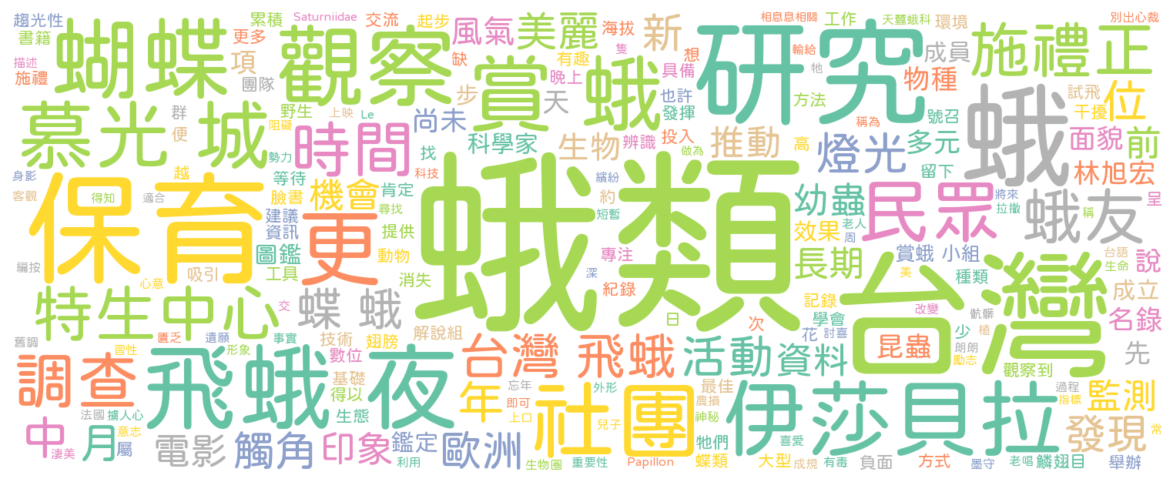 趨光性 累積 Saturniidae 交流 起步 海拔 相息息相關 工作 天蠶蛾科 環境 別出心裁
書籍 蝴蝶 觀察 更多 風氣 美麗 新 隻 想 輸給 牠 成員 施禮正
描述 施禮 項 團隊 賞 缺 有趣 蛾 具備 研究 物種
慕光 城 群 便 野生 上映 Le 步 晚上 天 也許 發揮 方法 號召 蛾 試飛 位
時間 阻礙 尚未 科學家 生物 辨識 推動 投入 稱為 高 燈光 多元 干擾 面貌 前
身影 越 勢力 等待 找 科技 蛾類 做為 留下 林旭宏
客觀 得知 適合 保育 機會 臉書 肯定 繽紛 約 幼蟲 民眾 將來 拉撤 稱 呈
更 建議 資訊 提供 尋找 短暫 效果 老人 周 蛾友
編按 心意 吸引 圖鑑 工具 動物 專注 深 長期 賞蛾 小組 美 種類 台語 生命 說
特生中心 交 蝶 蛾 消失 紀錄 日 記錄 台灣 改變 骯髒 植 成立
舊調 匱乏 遺願 事實 技術 翅膀 解說組 次 學會 花 討喜 昆蟲 少 朗朗 勵志 名錄
調查 國性 飛蛾 形象 夜 數位 基礎 台灣 飛蛾 活動 資料 觀察到 先
法國 擄人心 得以 年 忘年 即可 社團 外形 最佳 農損 伊莎貝拉 過程 指標 監測
中 淒美 月 意志 屬 電影 觸角 生態 印象 鑑定 歐洲 上口 兒子 神秘 牠們 喜愛 發現 常
利用 生物圈 重要性 Papillon 蝶類 大型 成規 有毒 負面 方式 墨守 老唱 鱗翅目 舉辦